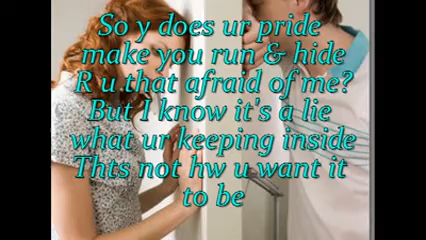 So y does ur pride
make you run & hide
R u that afraid of me?
But I know it's a lie
what ur keeping inside
Thts not hw u want it
to be